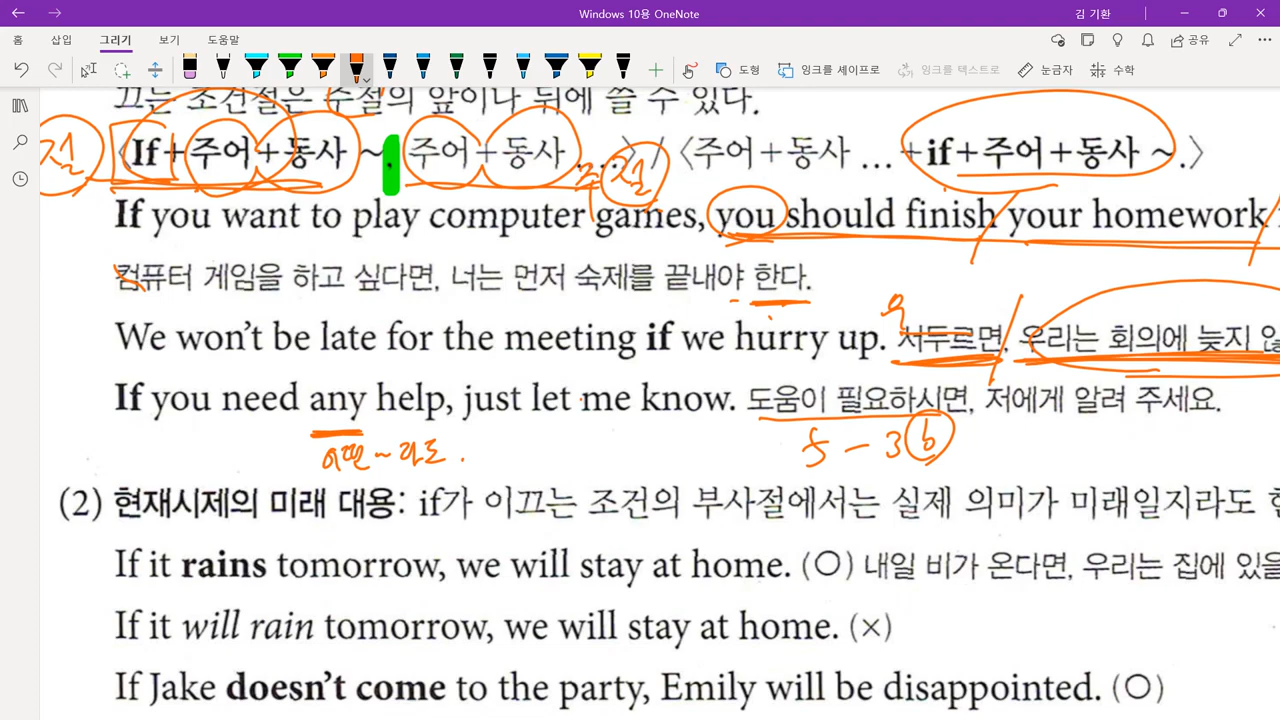 Windows 10용 OneNote
김 기환
홈 삽입 그리기 보기 도움말
공유
도형 잉크를 셰이프로 잉크를 텍스트로 눈금자 수학
끄는 조건절은 주절의 앞이나 뒤에 쓸 수 있다.
〈If+주어+동사 ~, 주어+동사 ….〉 / 〈주어+동사 … +if+주어+동사 ~.〉
절
절
If you want to play computer games, you should finish your homework
컴퓨터 게임을 하고 싶다면, 너는 먼저 숙제를 끝내야 한다.
We won't be late for the meeting if we hurry up. 서두르면, 우리는 회의에 늦지 않
If you need any help, just let me know. 도움이 필요하시면, 저에게 알려 주세요.
어떤 ~ 라도.
5 - 3 6
(2) 현재시제의 미래 대용: if가 이끄는 조건의 부사절에서는 실제 의미가 미래일지라도 현
If it rains tomorrow, we will stay at home. (○) 내일 비가 온다면, 우리는 집에 있을
If it will rain tomorrow, we will stay at home. (×)
If Jake doesn't come to the party, Emily will be disappointed. (○)